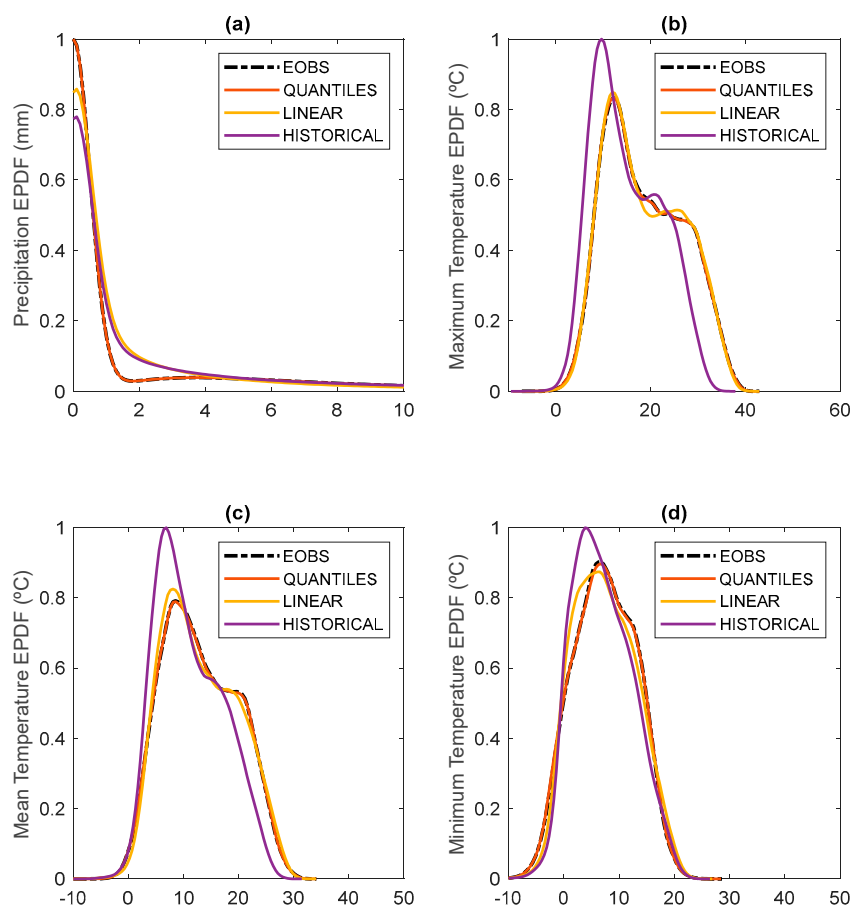 (a)
Precipitation EPDF (mm)
1
0.8
0.6
0.4
0.2
0
0 2 4 6 8 10
EOBS
QUANTILES
LINEAR
HISTORICAL
(b)
Maximum Temperature EPDF (ºC)
1
0.8
0.6
0.4
0.2
0
0 20 40 60
EOBS
QUANTILES
LINEAR
HISTORICAL
(c)
Mean Temperature EPDF (ºC)
1
0.8
0.6
0.4
0.2
0
-10 0 10 20 30 40 50
EOBS
QUANTILES
LINEAR
HISTORICAL
(d)
Minimum Temperature EPDF (ºC)
1
0.8
0.6
0.4
0.2
0
-10 0 10 20 30 40 50
EOBS
QUANTILES
LINEAR
HISTORICAL